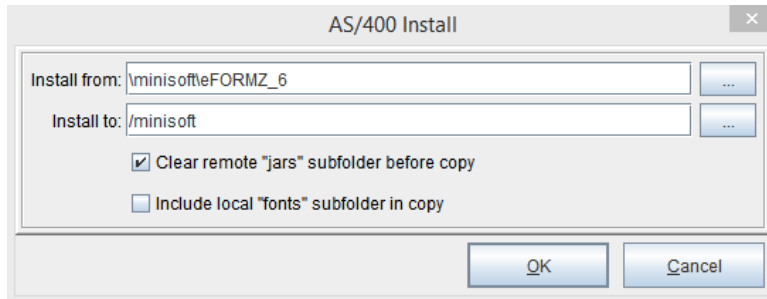 AS/400 Install
Install from: \minisoft\eFORMZ_6 ...
Install to: /minisoft ...
Clear remote "jars" subfolder before copy
Include local "fonts" subfolder in copy
OK Cancel